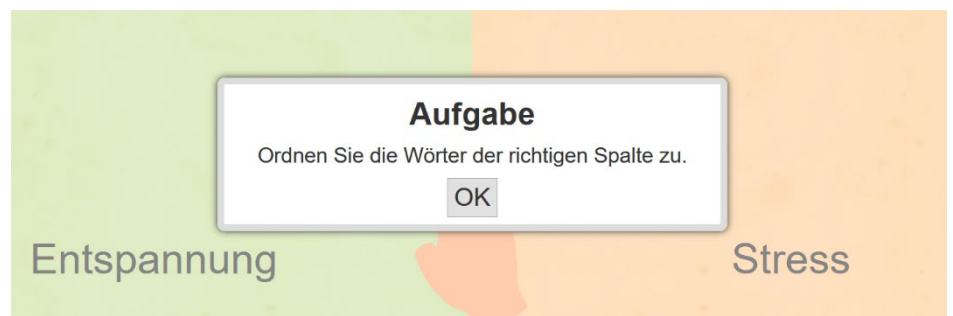 Aufgabe
Ordnen Sie die Wörter der richtigen Spalte zu.
OK
Entspannung
Stress